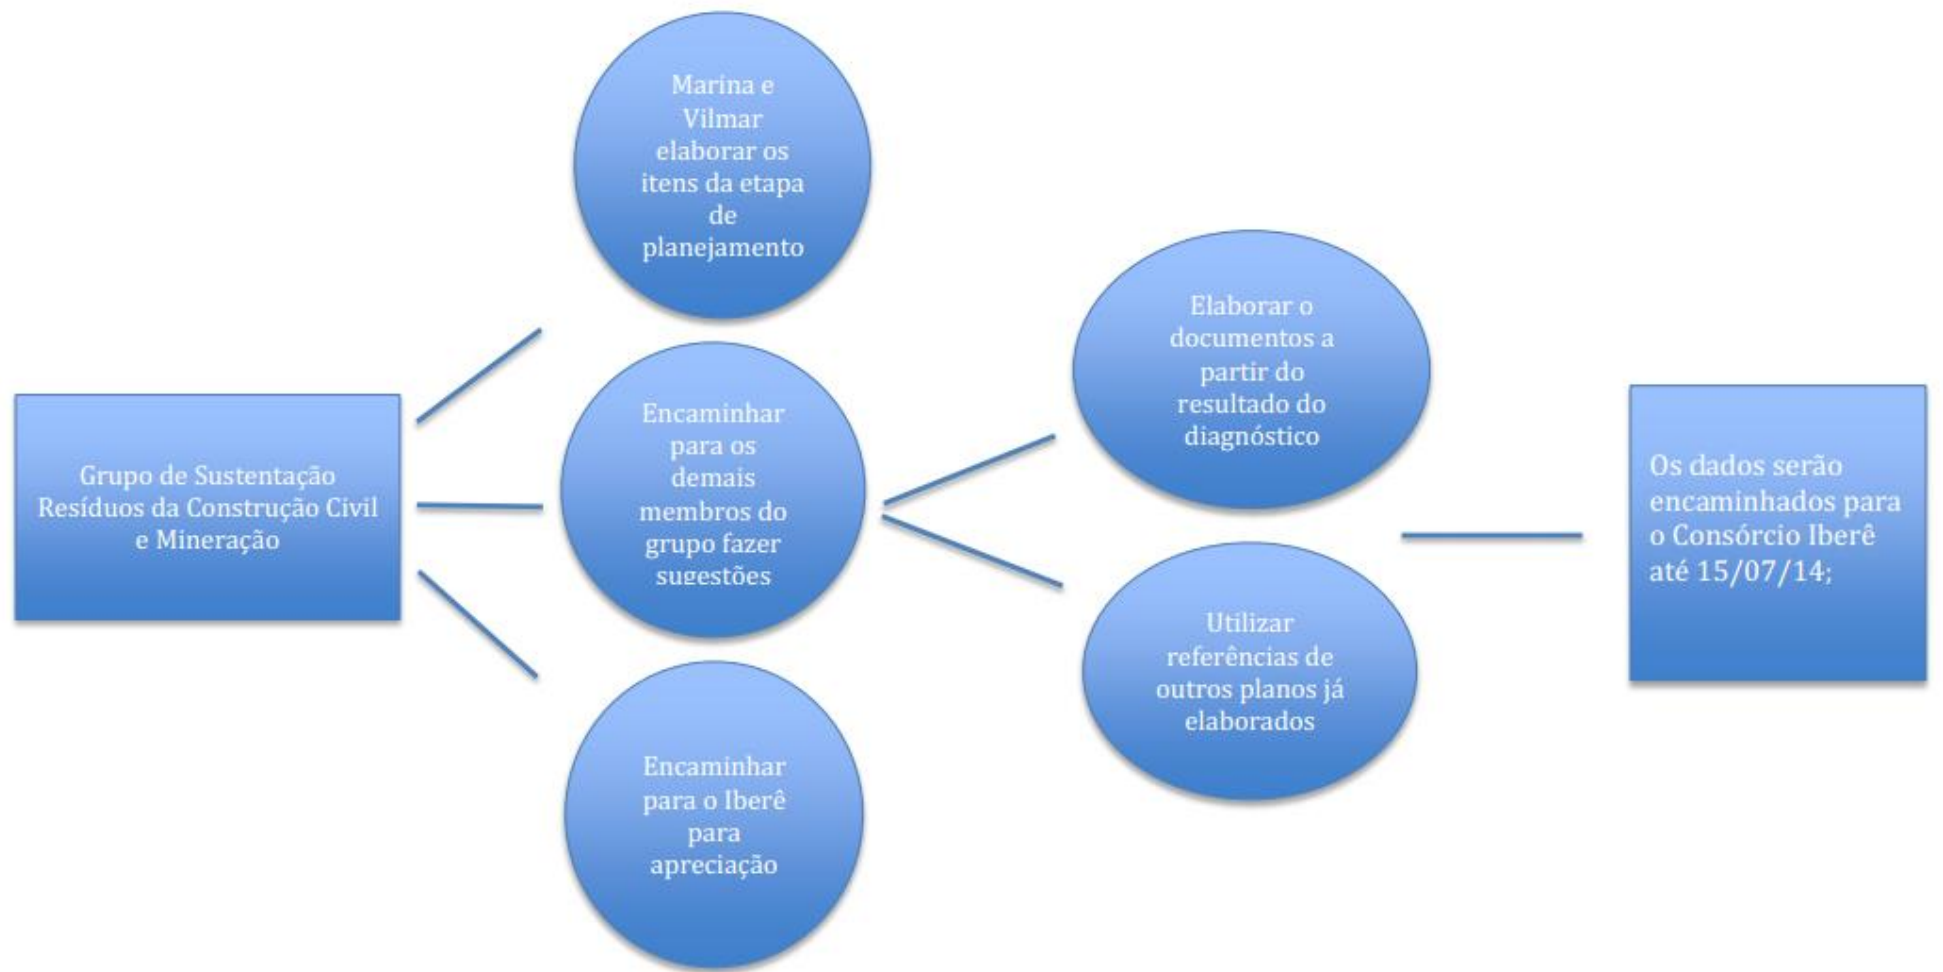 Grupo de Sustentação
Resíduos da Construção Civil
e Mineração
Marina e
Vilmar
elaborar os
itens da etapa
de
planejamento
Encaminhar
para os
demais
membros do
grupo fazer
sugestões
Encaminhar
para o Iberê
para
apreciação
Elaborar o
documentos a
partir do
resultado do
diagnóstico
Utilizar
referências de
outros planos já
elaborados
Os dados serão
encaminhados para
o Consórcio Iberê
até 15/07/14;